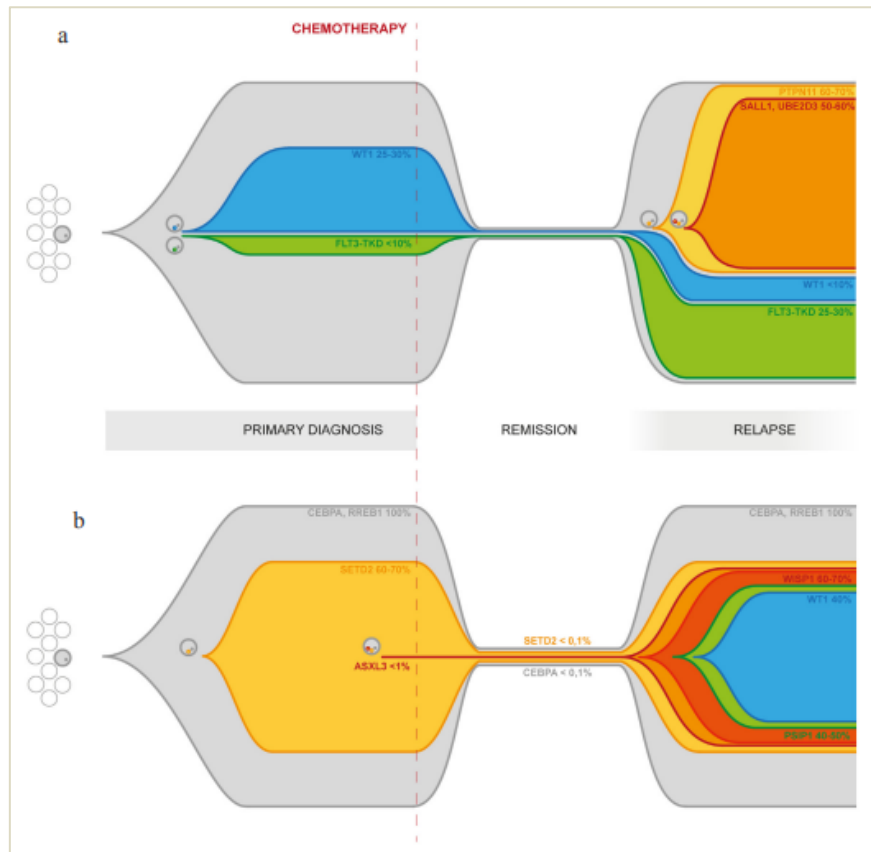 a
CHEMOTHERAPY
PTPN11 60-70%
SALL1, UBE2D3 50-60%
WT1 25-30%
FLT3-TKD <10%
WT1 <10%
FLT3-TKD 25-30%
PRIMARY DIAGNOSIS
REMISSION
RELAPSE
b
CEBPA, RREB1 100%
CEBPA, RREB1 100%
SETD2 60-70%
WISP1 60-70%
WT1 40%
SETD2 < 0,1%
ASXL3 <1%
CEBPA < 0,1%
PSIP1 40-50%